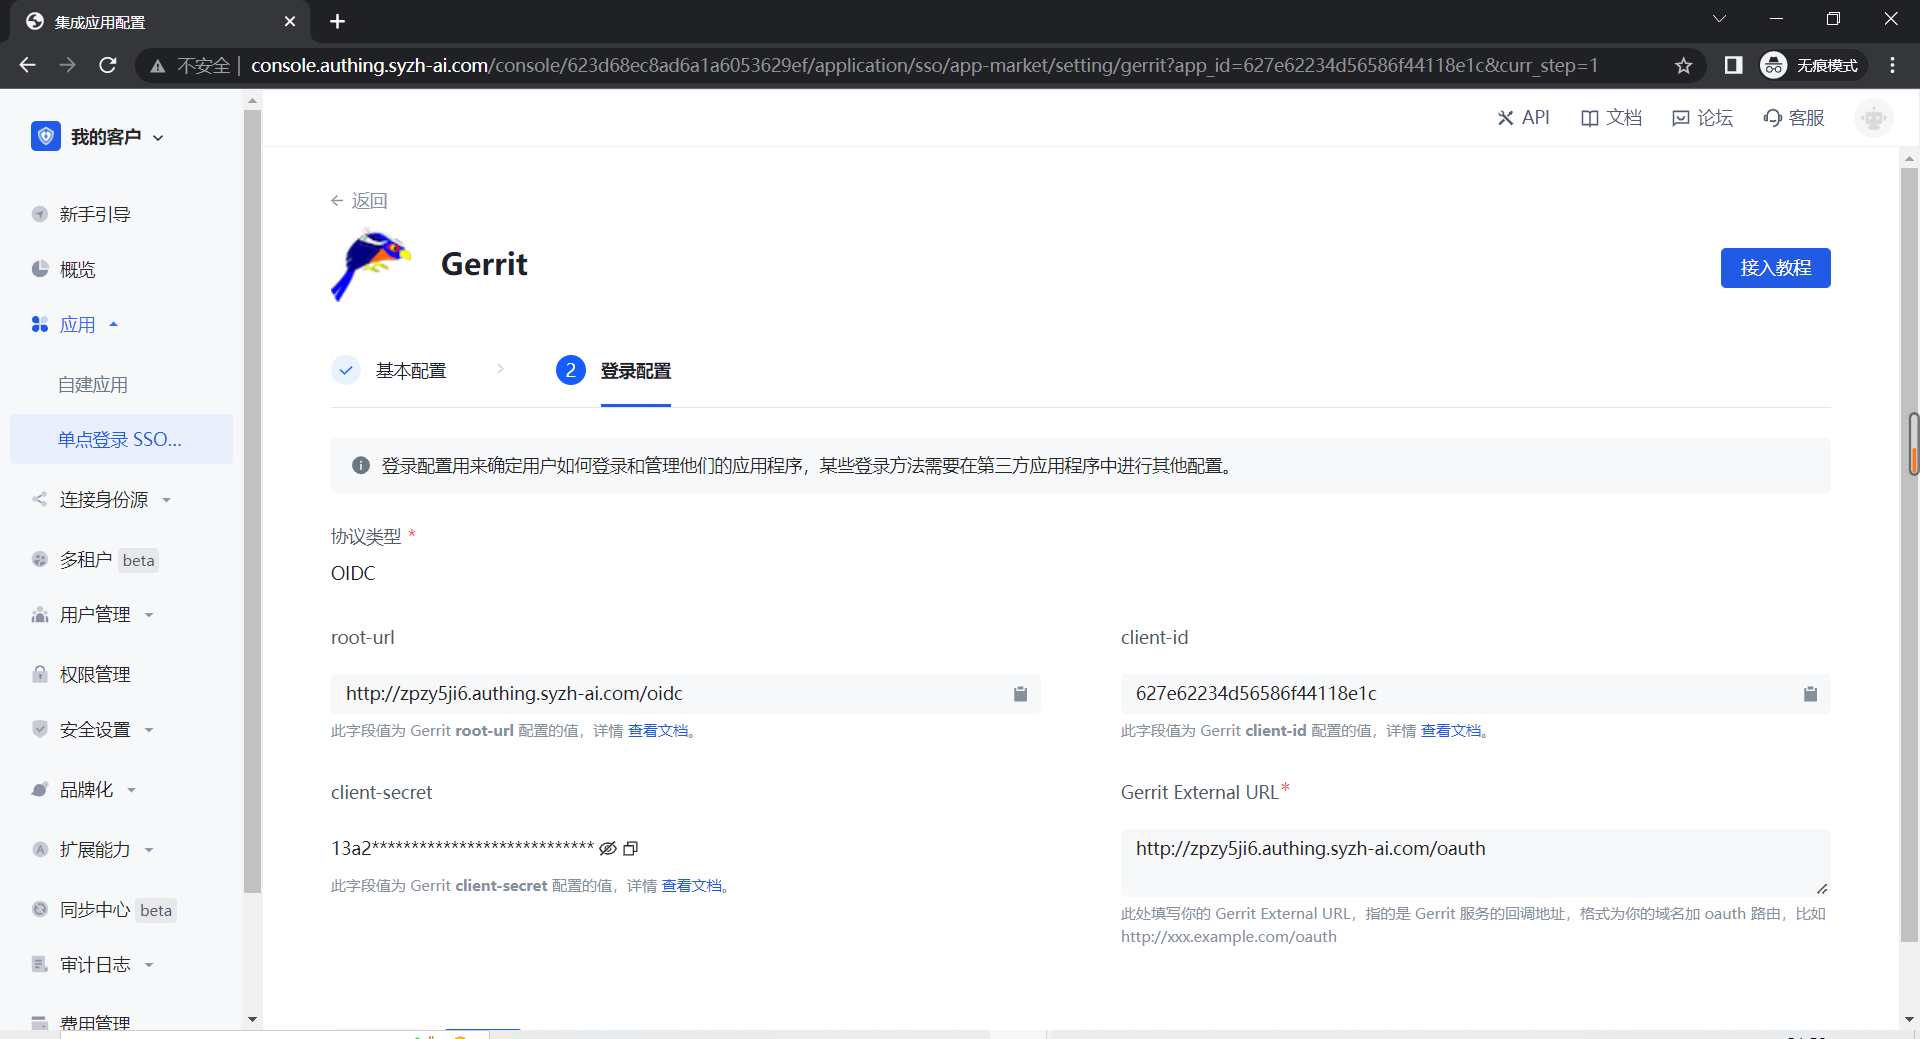 集成应用配置
不安全
console.authing.syzh-ai.com/console/623d68ec8ad6a1a6053629ef/application/sso/app-market/setting/gerrit?app_id=627e62234d56586f44118e1c&curr_step=1
无痕模式
我的客户
API
文档
论坛
客服
新手引导
概览
应用
自建应用
单点登录 SSO...
连接身份源
多租户 beta
用户管理
权限管理
安全设置
品牌化
扩展能力
同步中心 beta
审计日志
费用管理
返回
Gerrit
接入教程
基本配置
2 登录配置
登录配置用来确定用户如何登录和管理他们的应用程序，某些登录方法需要在第三方应用程序中进行其他配置。
协议类型 *
OIDC
root-url
http://zpzy5ji6.authing.syzh-ai.com/oidc
此字段值为 Gerrit root-url 配置的值，详情 查看文档。
client-id
627e62234d56586f44118e1c
此字段值为 Gerrit client-id 配置的值，详情 查看文档。
client-secret
13a2****************************
此字段值为 Gerrit client-secret 配置的值，详情 查看文档。
Gerrit External URL*
http://zpzy5ji6.authing.syzh-ai.com/oauth
此处填写你的 Gerrit External URL，指的是 Gerrit 服务的回调地址，格式为你的域名加 oauth 路由，比如
http://xxx.example.com/oauth